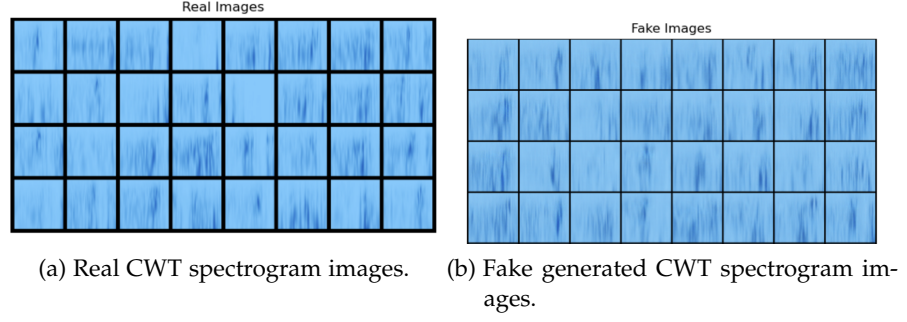 Real Images
Fake Images
(a) Real CWT spectrogram images.
(b) Fake generated CWT spectrogram im-
ages.